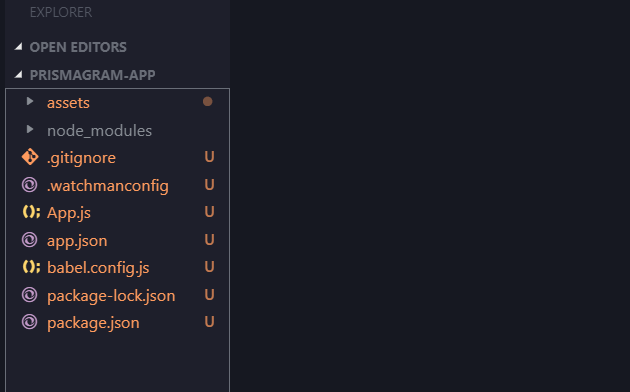 EXPLORER
OPEN EDITORS
PRISMAGRAM-APP
assets
node_modules
.gitignore U
.watchmanconfig U
App.js U
app.json U
babel.config.js U
package-lock.json U
package.json U